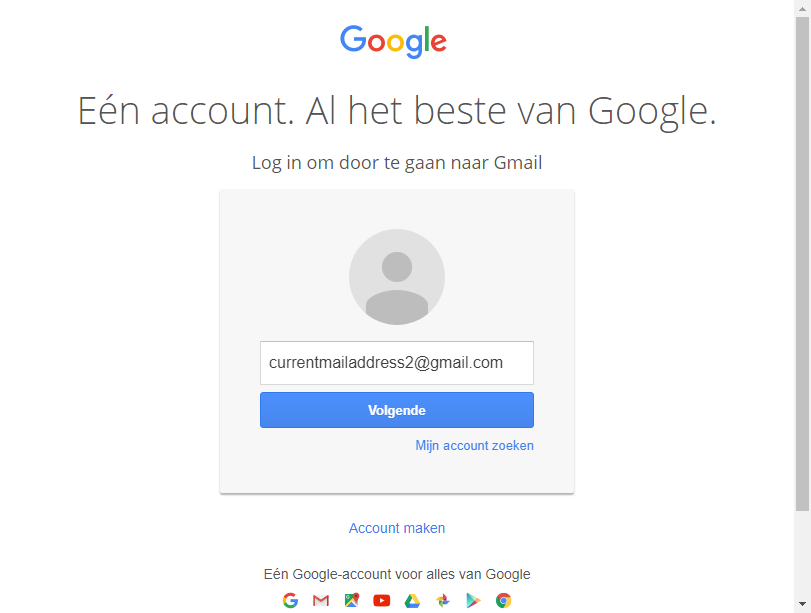 Google
Eén account. Al het beste van Google.
Log in om door te gaan naar Gmail
currentmailaddress2@gmail.com
Volgende
Mijn account zoeken
Account maken
Eén Google-account voor alles van Google